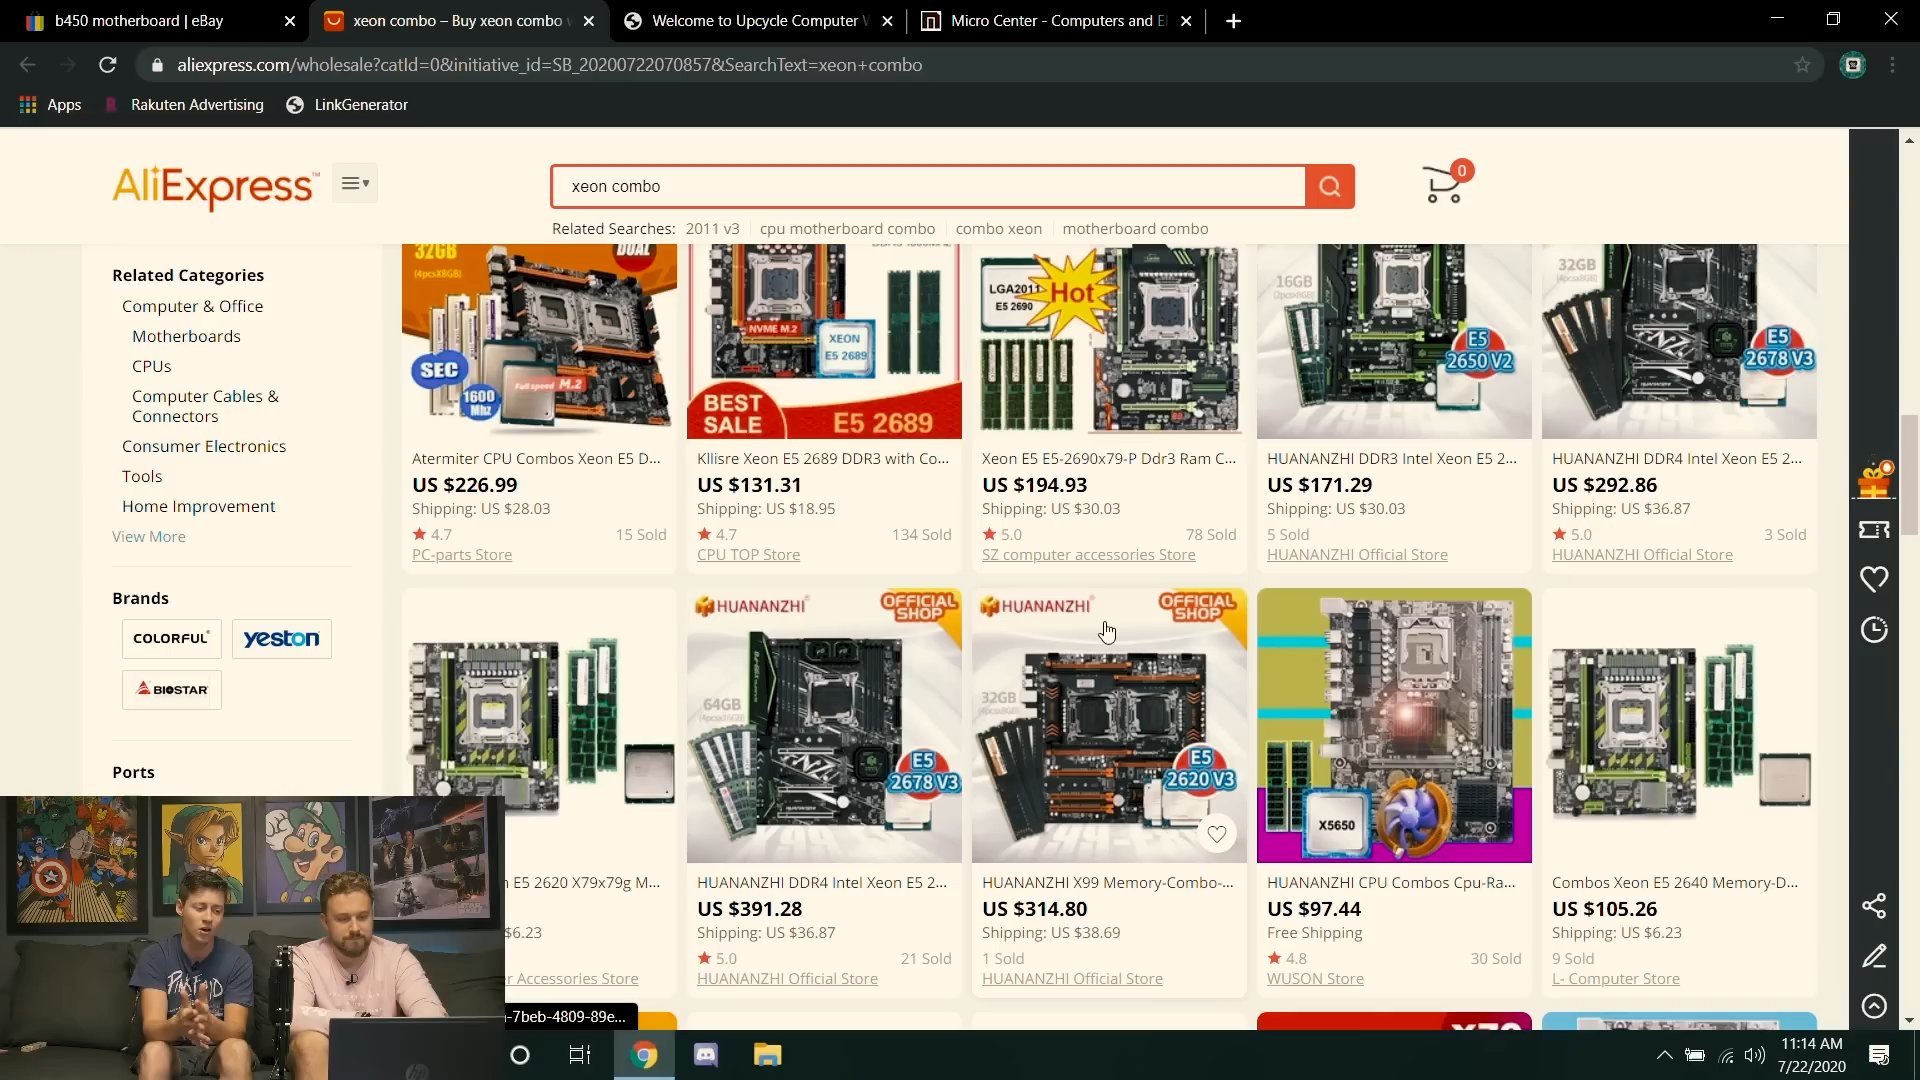 b450 motherboard | eBay
xeon combo – Buy xeon combo
Welcome to Upcycle Computer
Micro Center - Computers and El
aliexpress.com/wholesale?catId=0&initiative_id=SB_20200722070857&SearchText=xeon+combo
Apps
Rakuten Advertising
LinkGenerator
AliExpress
xeon combo
0
Related Searches: 2011 v3 cpu motherboard combo combo xeon motherboard combo
Related Categories
Computer & Office
Motherboards
CPUs
Computer Cables &
Connectors
Consumer Electronics
Tools
Home Improvement
View More
Brands
COLORFUL
yeston
BIOSTAR
Ports
32GB
(4pcsX8GB)
DUAL
SEC
1600
Mhz
Full speed M.2
Atermiter CPU Combos Xeon E5 D...
US $226.99
Shipping: US $28.03
4.7 15 Sold
PC-parts Store
NVME M.2
XEON
E5 2689
BEST
SALE
E5 2689
Kllisre Xeon E5 2689 DDR3 with Co...
US $131.31
Shipping: US $18.95
4.7 134 Sold
CPU TOP Store
LGA2011
E5 2690
Hot
Xeon E5 E5-2690x79-P Ddr3 Ram C...
US $194.93
Shipping: US $30.03
5.0 78 Sold
SZ computer accessories Store
16GB
E5
2650 V2
HUANANZHI DDR3 Intel Xeon E5 2...
US $171.29
Shipping: US $30.03
5 Sold
HUANANZHI Official Store
32GB
E5
2678 V3
HUANANZHI DDR4 Intel Xeon E5 2...
US $292.86
Shipping: US $36.87
5.0 3 Sold
HUANANZHI Official Store
E5 2620 X79x79g M...
$6.23
Accessories Store
HUANANZHI
OFFICIAL
SHOP
64GB
(4pcsx16GB)
E5
2678 V3
HUANANZHI DDR4 Intel Xeon E5 2...
US $391.28
Shipping: US $36.87
5.0 21 Sold
HUANANZHI Official Store
HUANANZHI
OFFICIAL
SHOP
32GB
(4pcsx8GB)
E5
2620 V3
HUANANZHI X99 Memory-Combo-...
US $314.80
Shipping: US $38.69
1 Sold
HUANANZHI Official Store
X5650
HUANANZHI CPU Combos Cpu-Ra...
US $97.44
Free Shipping
4.8 30 Sold
WUSON Store
Combos Xeon E5 2640 Memory-D...
US $105.26
Shipping: US $6.23
9 Sold
L- Computer Store
-7beb-4809-89e...
11:14 AM
7/22/2020